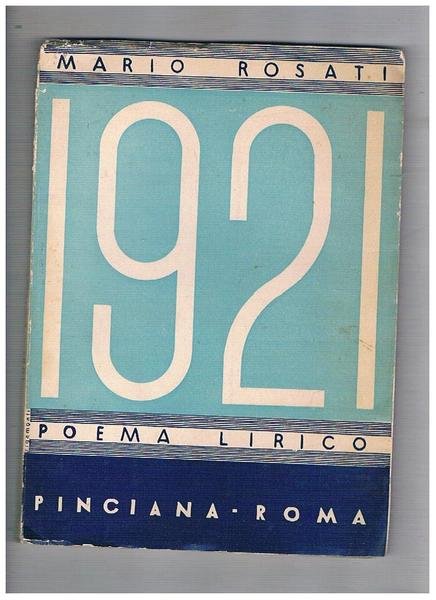 MARIO ROSATI
1921
POEMA LIRICO
PINCIANA-ROMA